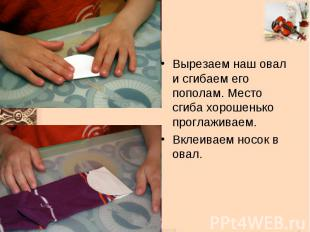 • Вырезаем наш овал
и сгибаем его
пополам. Место
сгиба хорошенько
проглаживаем.
• Вклеиваем носок в
овал.
PPt4WEB.ru